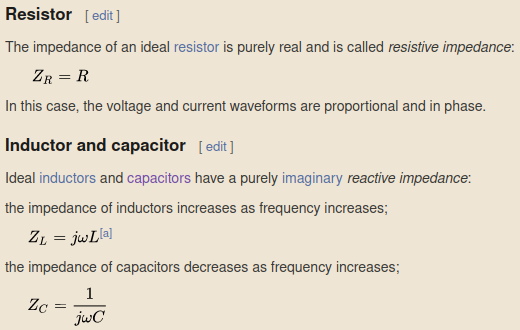 Resistor [ edit ]
The impedance of an ideal resistor is purely real and is called resistive impedance:
Z_R = R
In this case, the voltage and current waveforms are proportional and in phase.
Inductor and capacitor [ edit ]
Ideal inductors and capacitors have a purely imaginary reactive impedance:
the impedance of inductors increases as frequency increases;
Z_L = jωL[a]
the impedance of capacitors decreases as frequency increases;
Z_C = 1/(jωC)